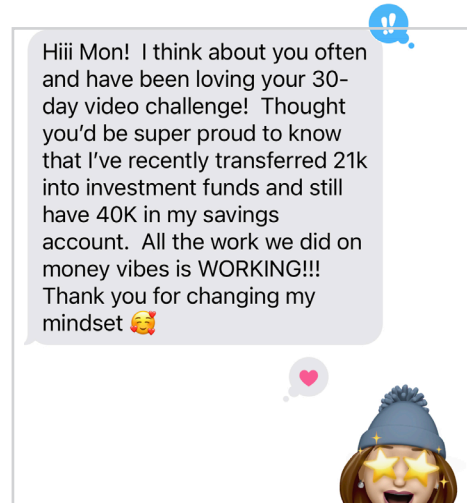 Hiii Mon!  I think about you often
and have been loving your 30-
day video challenge!  Thought
you’d be super proud to know
that I’ve recently transferred 21k
into investment funds and still
have 40K in my savings
account.  All the work we did on
money vibes is WORKING!!!
Thank you for changing my
mindset 🥰